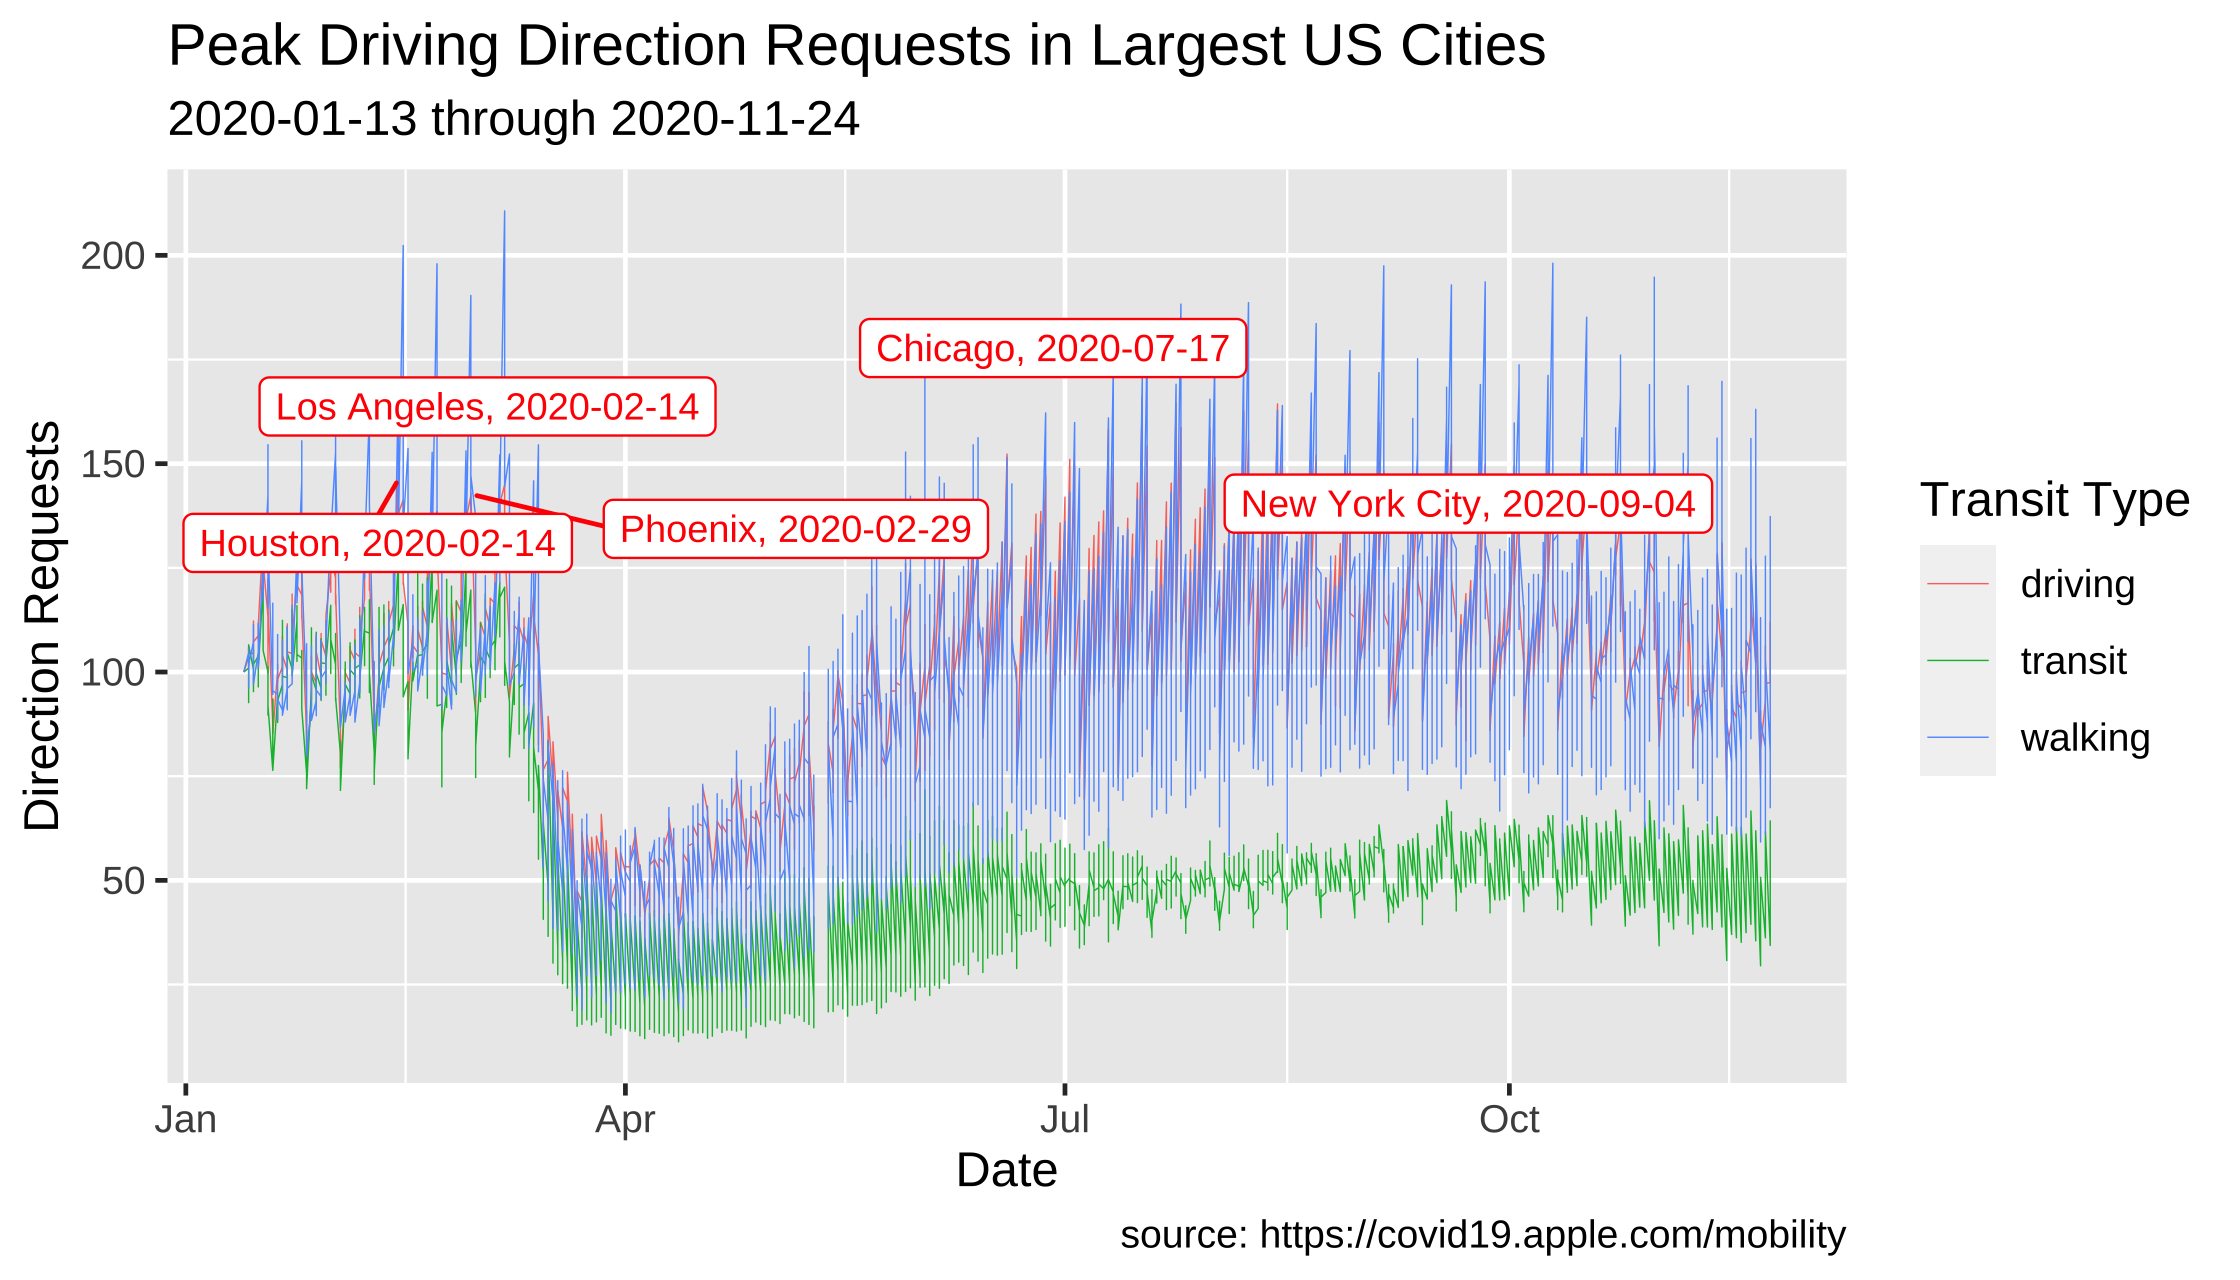 Peak Driving Direction Requests in Largest US Cities
2020-01-13 through 2020-11-24
Direction Requests
200
150
100
50
Chicago, 2020-07-17
Los Angeles, 2020-02-14
New York City, 2020-09-04
Phoenix, 2020-02-29
Houston, 2020-02-14
Transit Type
driving
transit
walking
Jan
Apr
Jul
Oct
Date
source: https://covid19.apple.com/mobility